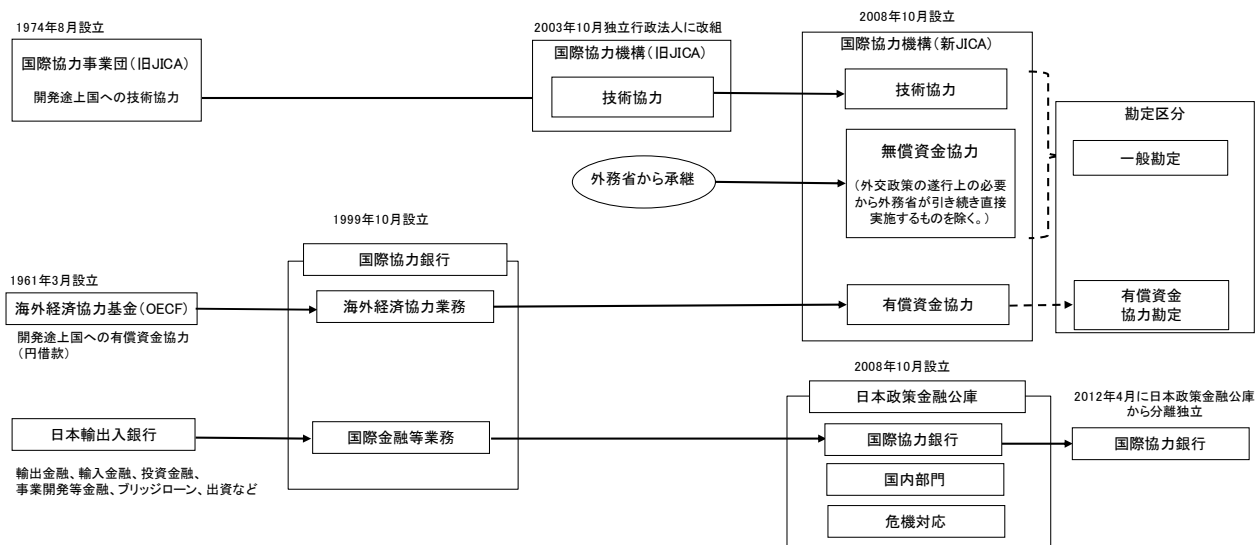 1974年8月設立
国際協力事業団(旧JICA)
開発途上国への技術協力
2003年10月独立行政法人に改組
国際協力機構(旧JICA)
技術協力
2008年10月設立
国際協力機構(新JICA)
技術協力
無償資金協力
(外交政策の遂行上の必要
から外務省が引き続き直接
実施するものを除く。)
外務省から承継
勘定区分
一般勘定
1999年10月設立
国際協力銀行
1961年3月設立
海外経済協力基金(OECF)
開発途上国への有償資金協力
(円借款)
海外経済協力業務
有償資金協力
有償資金
協力勘定
2008年10月設立
日本政策金融公庫
2012年4月に日本政策金融公庫
から分離独立
日本輸出入銀行
輸出金融、輸入金融、投資金融、
事業開発等金融、ブリッジローン、出資など
国際金融等業務
国際協力銀行
国際協力銀行
国内部門
危機対応